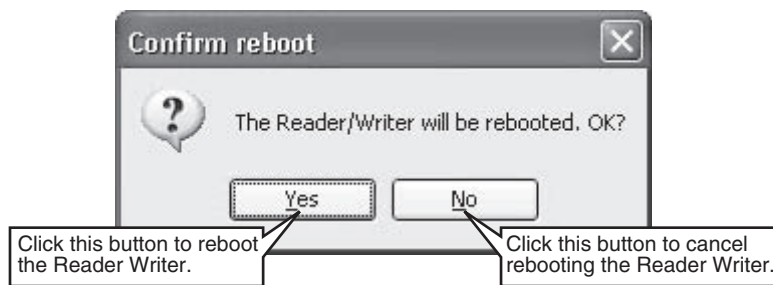 Confirm reboot
The Reader/Writer will be rebooted. OK?
Yes
No
Click this button to reboot
the Reader Writer.
Click this button to cancel
rebooting the Reader Writer.